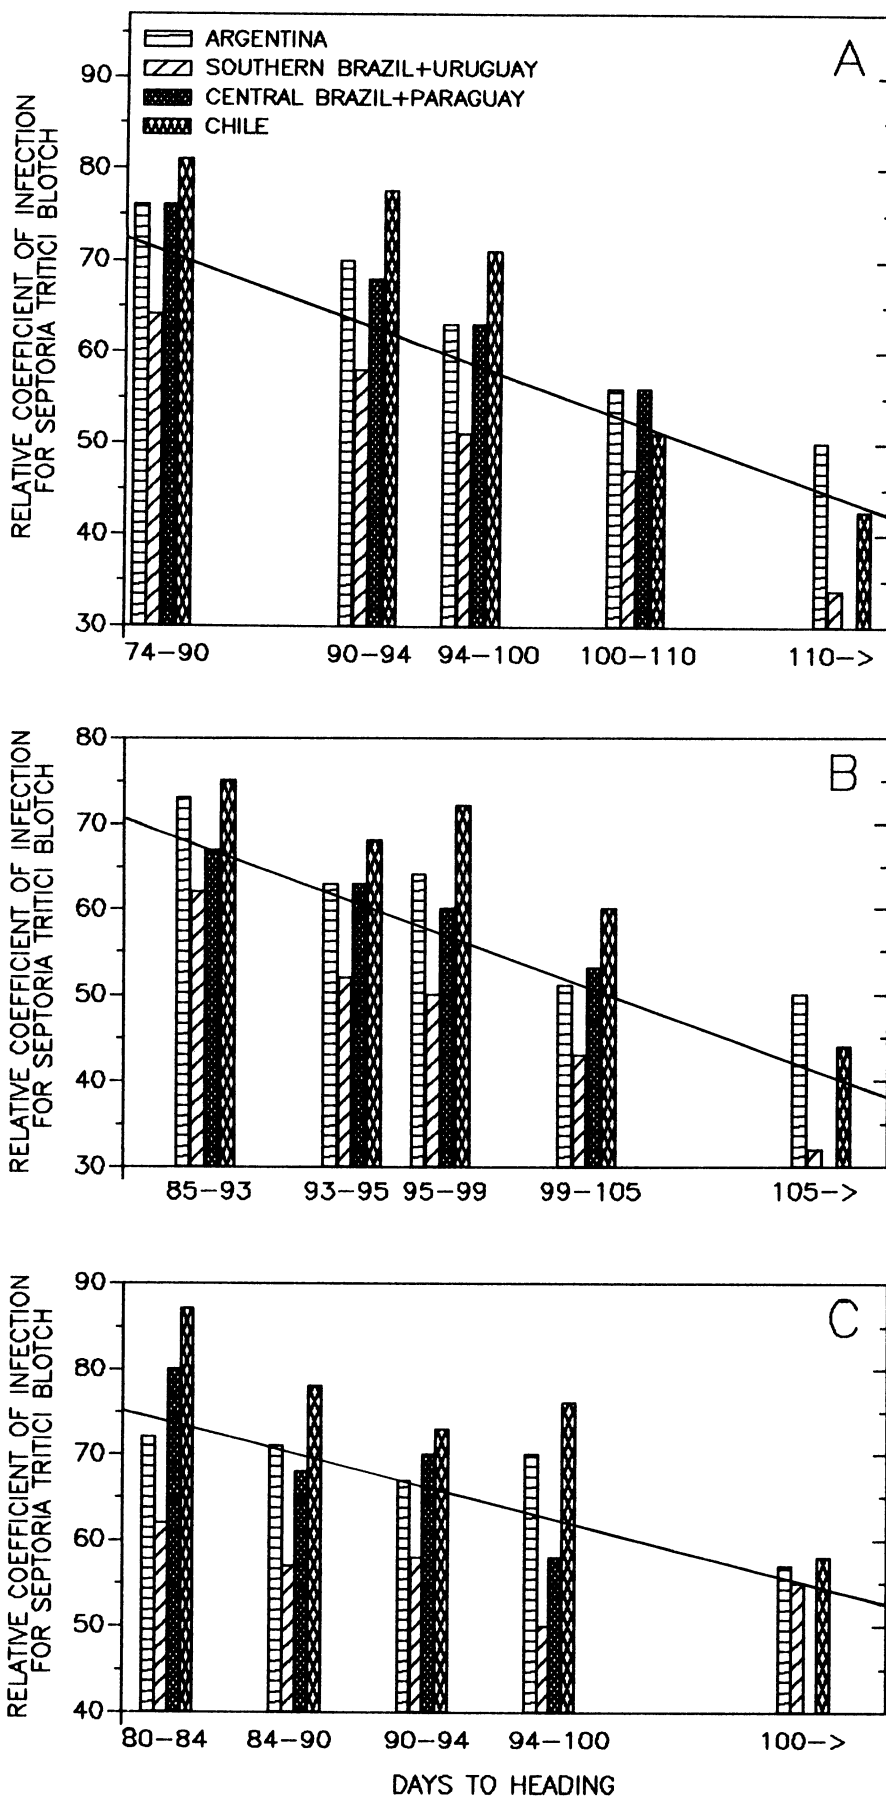 ARGENTINA
SOUTHERN BRAZIL+URUGUAY
CENTRAL BRAZIL+PARAGUAY
CHILE
A
RELATIVE COEFFICIENT OF INFECTION
FOR SEPTORIA TRITICI BLOTCH
90
80
70
60
50
40
30
74-90 90-94 94-100 100-110 110->
B
RELATIVE COEFFICIENT OF INFECTION
FOR SEPTORIA TRITICI BLOTCH
80
70
60
50
40
30
85-93 93-95 95-99 99-105 105->
C
RELATIVE COEFFICIENT OF INFECTION
FOR SEPTORIA TRITICI BLOTCH
90
80
70
60
50
40
80-84 84-90 90-94 94-100 100->
DAYS TO HEADING